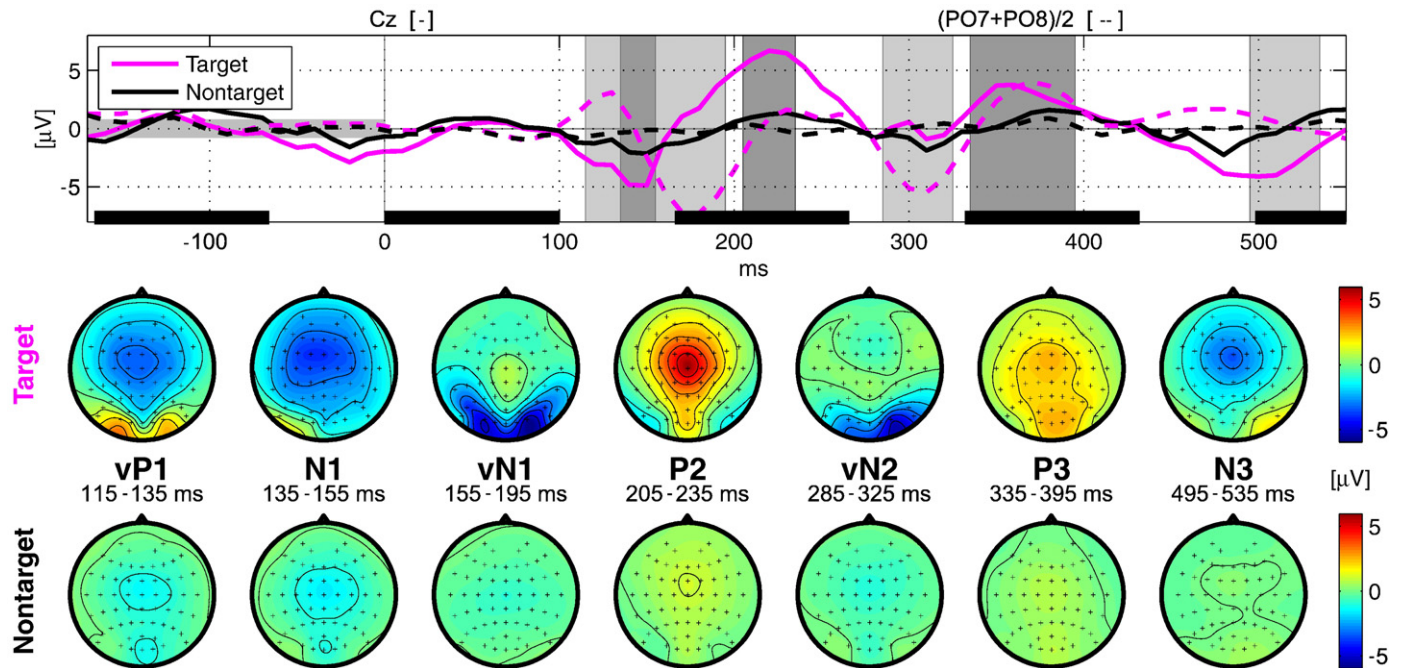 Cz [-] (PO7+PO8)/2 [--]
Target
Nontarget
5
0
-5
[μV]
-100 0 100 200 300 400 500
ms
Target
5
0
-5
vP1 N1 vN1 P2 vN2 P3 N3
115-135 ms 135-155 ms 155-195 ms 205-235 ms 285-325 ms 335-395 ms 495-535 ms
[μV]
Nontarget
5
0
-5